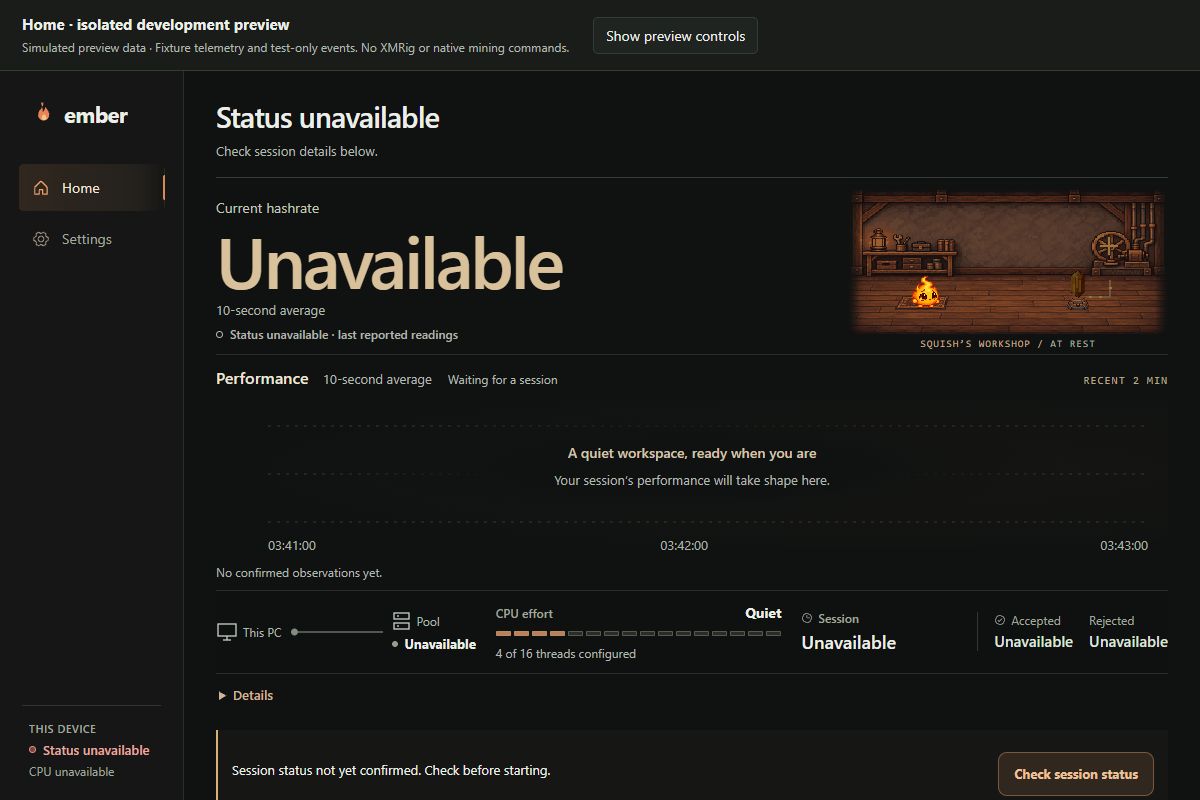 Home · isolated development preview
Simulated preview data · Fixture telemetry and test-only events. No XMRig or native mining commands.
Show preview controls
ember
Home
Settings
THIS DEVICE
Status unavailable
CPU unavailable
Status unavailable
Check session details below.
Current hashrate
Unavailable
10-second average
Status unavailable · last reported readings
SQUISH'S WORKSHOP / AT REST
Performance 10-second average Waiting for a session RECENT 2 MIN
A quiet workspace, ready when you are
Your session's performance will take shape here.
03:41:00 03:42:00 03:43:00
No confirmed observations yet.
This PC
Pool
Unavailable
CPU effort Quiet
4 of 16 threads configured
Session
Unavailable
Accepted
Unavailable
Rejected
Unavailable
Details
Session status not yet confirmed. Check before starting.
Check session status